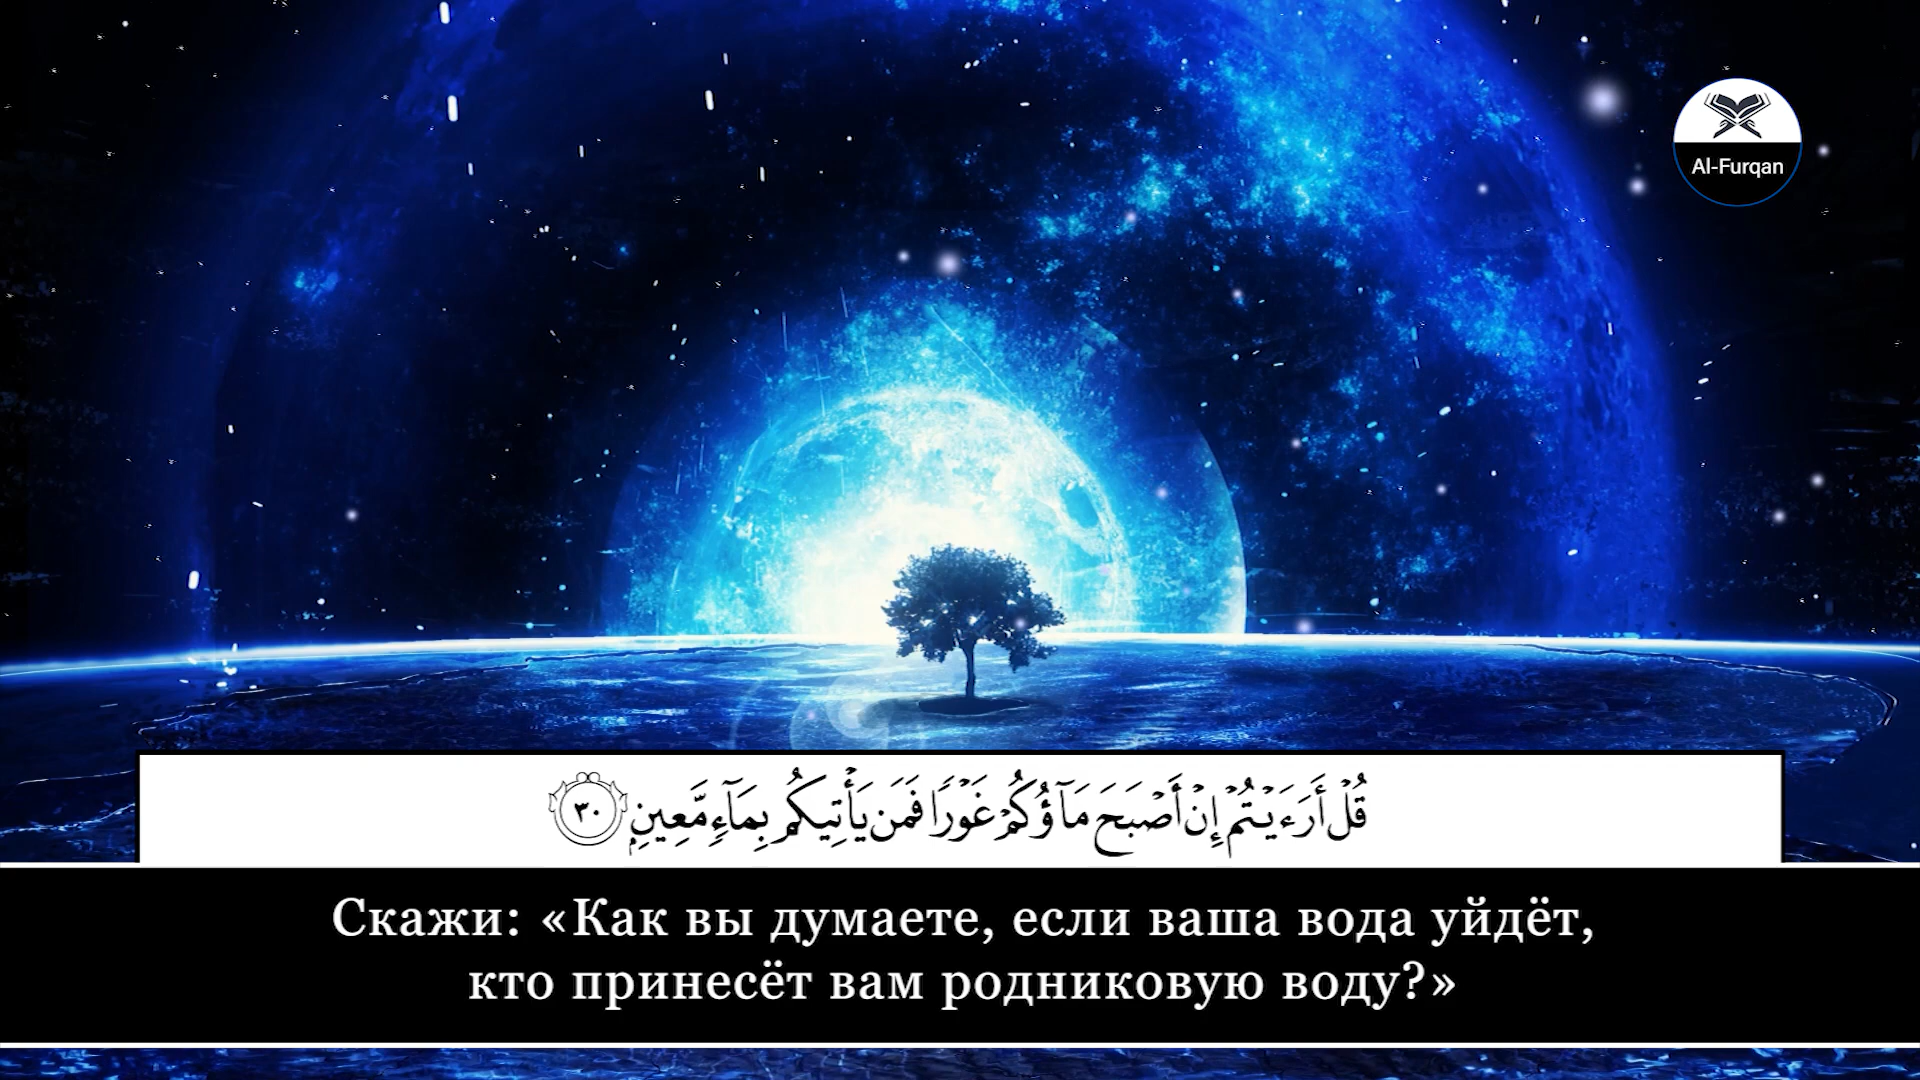 Al-Furqan
قُلْ أَرَءَيْتُمْ إِنْ أَصْبَحَ مَآؤُكُمْ غَوْرًا فَمَن يَأْتِيكُم بِمَآءٍ مَّعِينٍۭ ٣٠
Скажи: «Как вы думаете, если ваша вода уйдёт,
кто принесёт вам родниковую воду?»